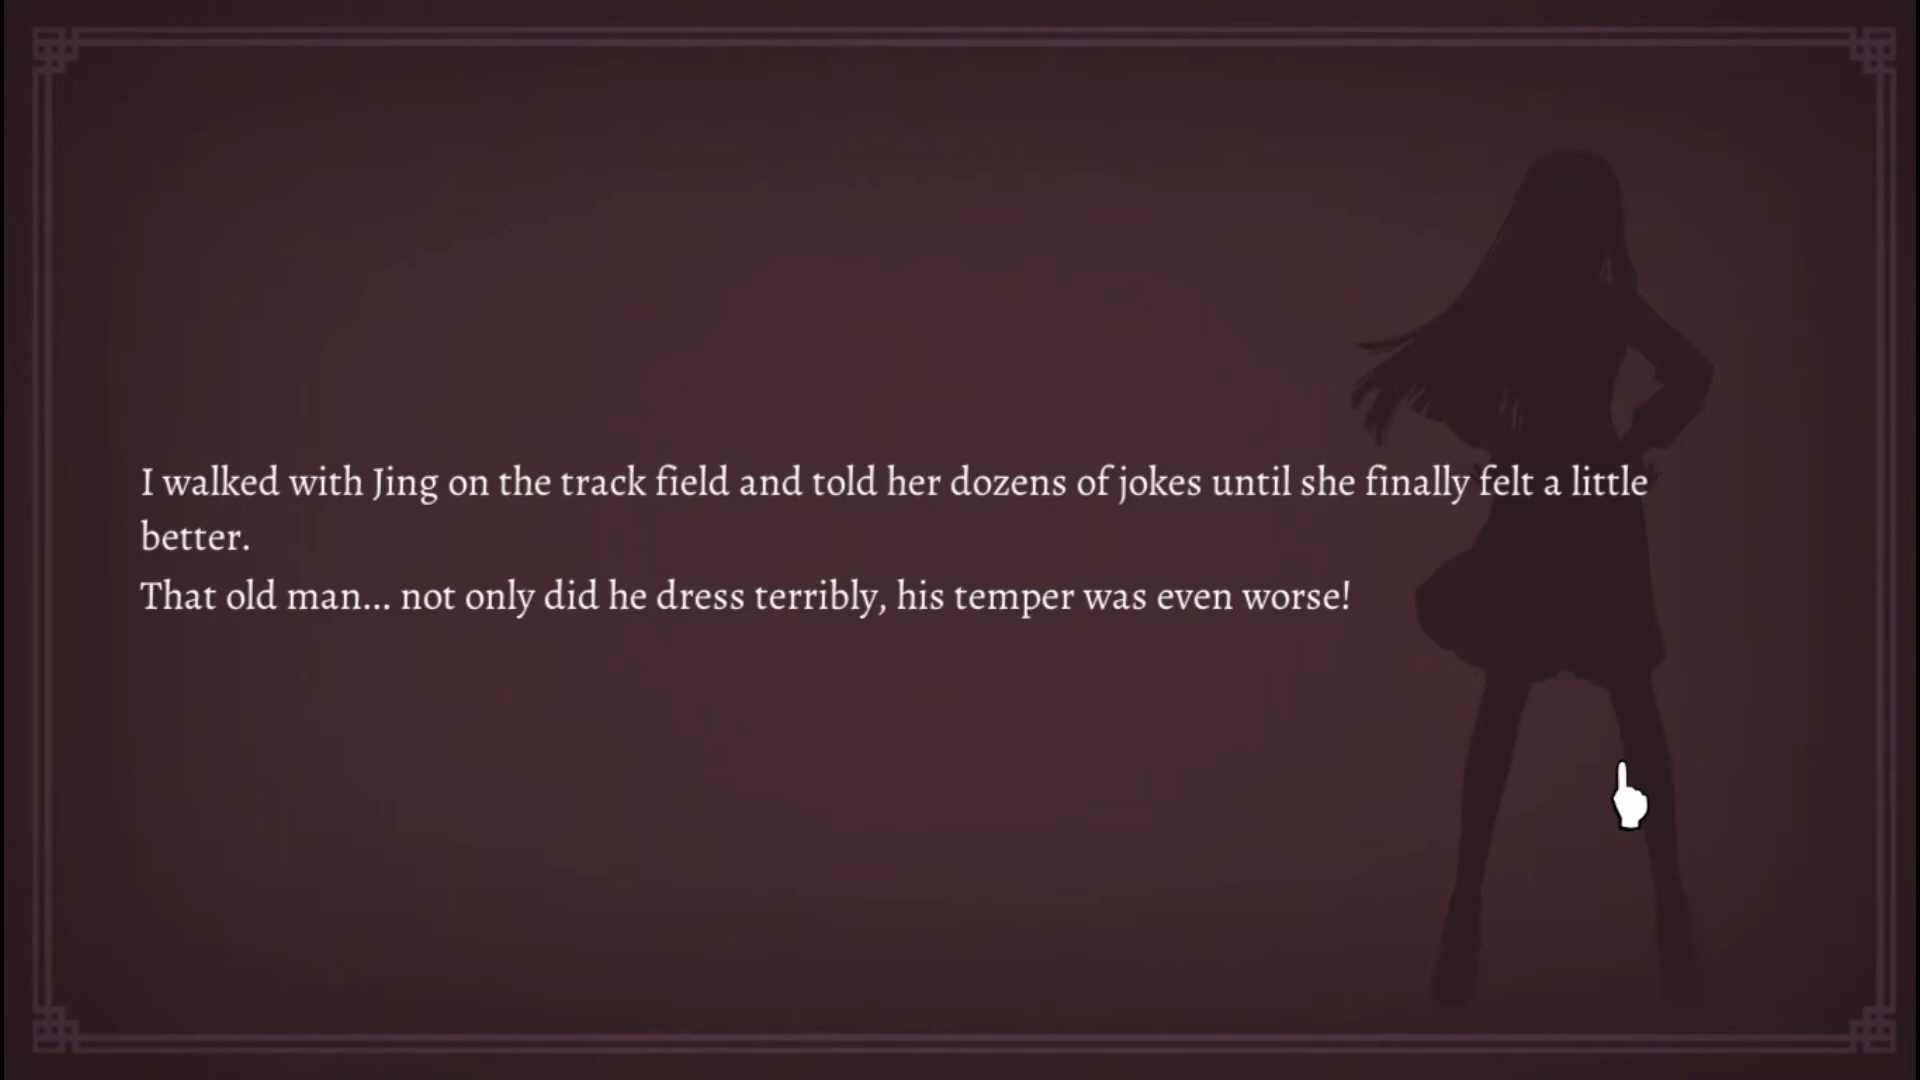 I walked with Jing on the track field and told her dozens of jokes until she finally felt a little
better.
That old man... not only did he dress terribly, his temper was even worse!